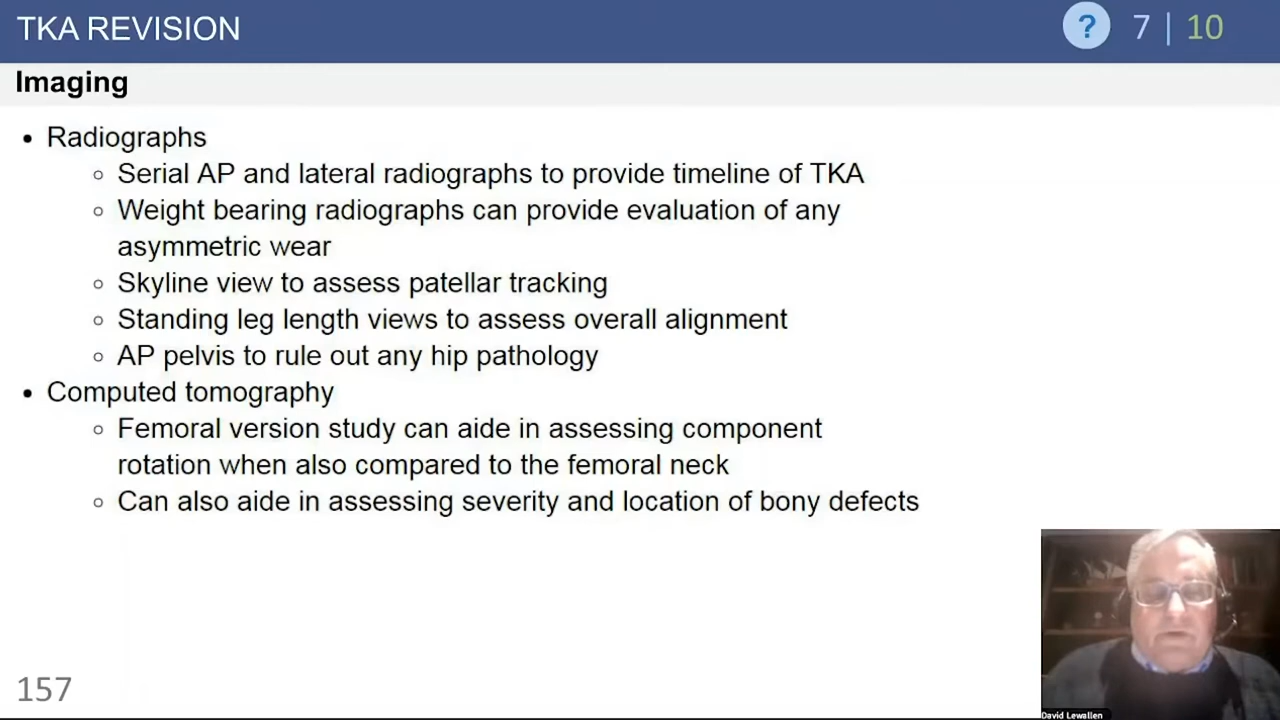 TKA REVISION
? 7 | 10
Imaging
• Radiographs
○ Serial AP and lateral radiographs to provide timeline of TKA
○ Weight bearing radiographs can provide evaluation of any
asymmetric wear
○ Skyline view to assess patellar tracking
○ Standing leg length views to assess overall alignment
○ AP pelvis to rule out any hip pathology
• Computed tomography
○ Femoral version study can aide in assessing component
rotation when also compared to the femoral neck
○ Can also aide in assessing severity and location of bony defects
157
David Lewallen